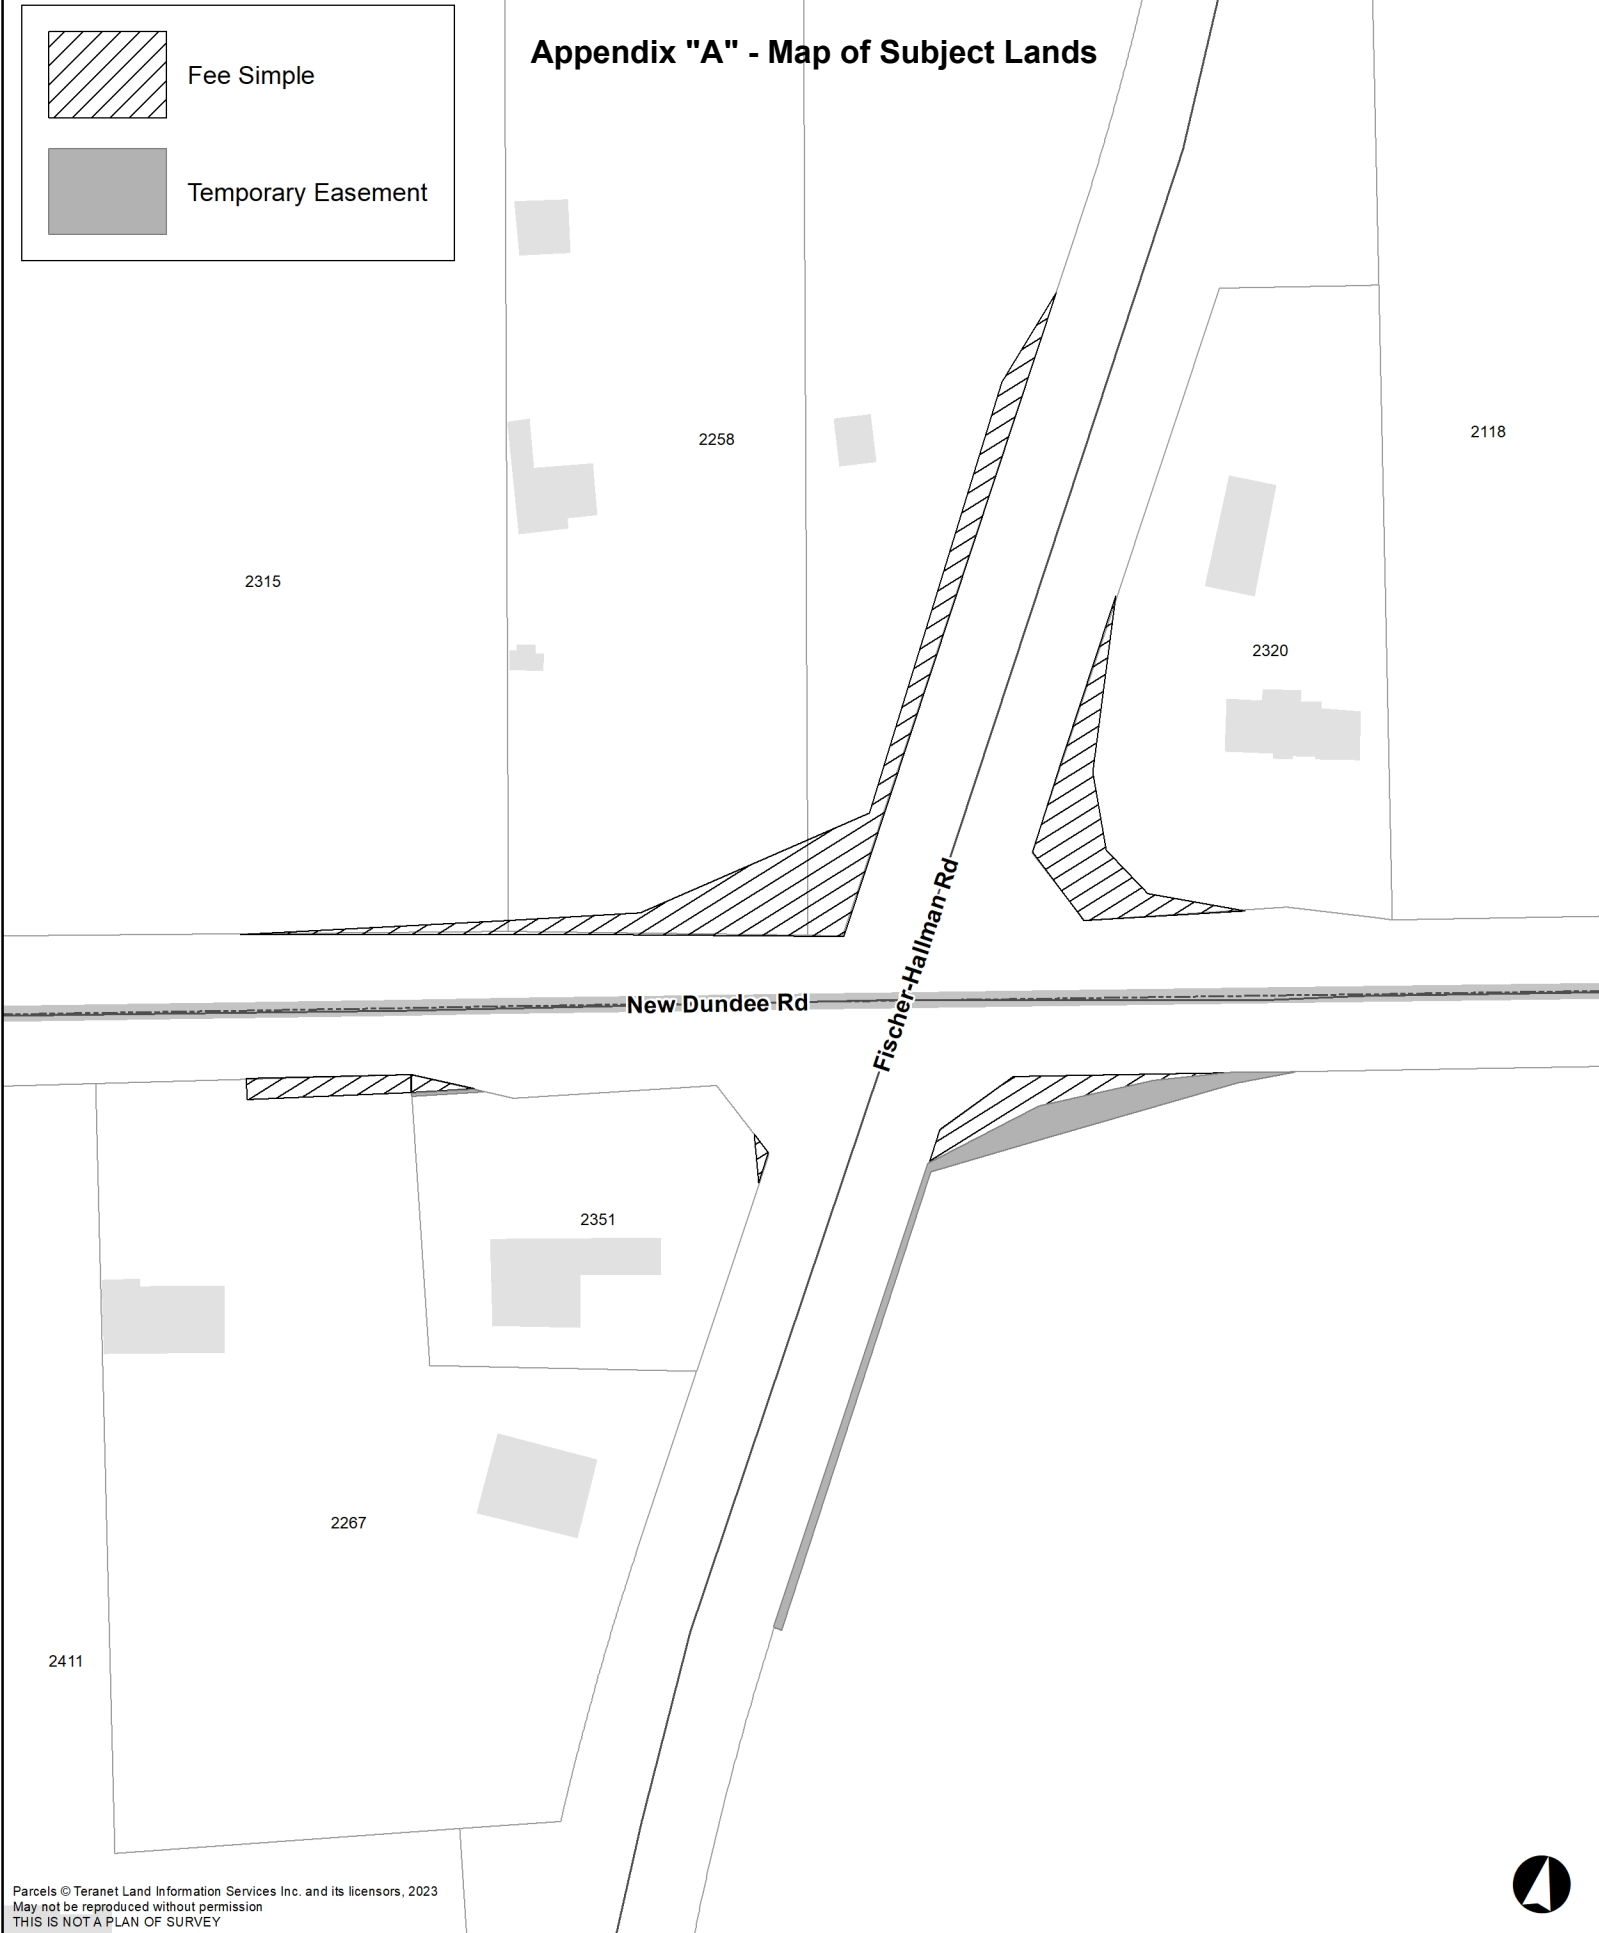 Appendix "A" - Map of Subject Lands
Fee Simple
Temporary Easement
2258
2118
2315
2320
Fischer-Hallman-Rd
New Dundee Rd
2351
2267
2411
Parcels © Teranet Land Information Services Inc. and its licensors, 2023
May not be reproduced without permission
THIS IS NOT A PLAN OF SURVEY